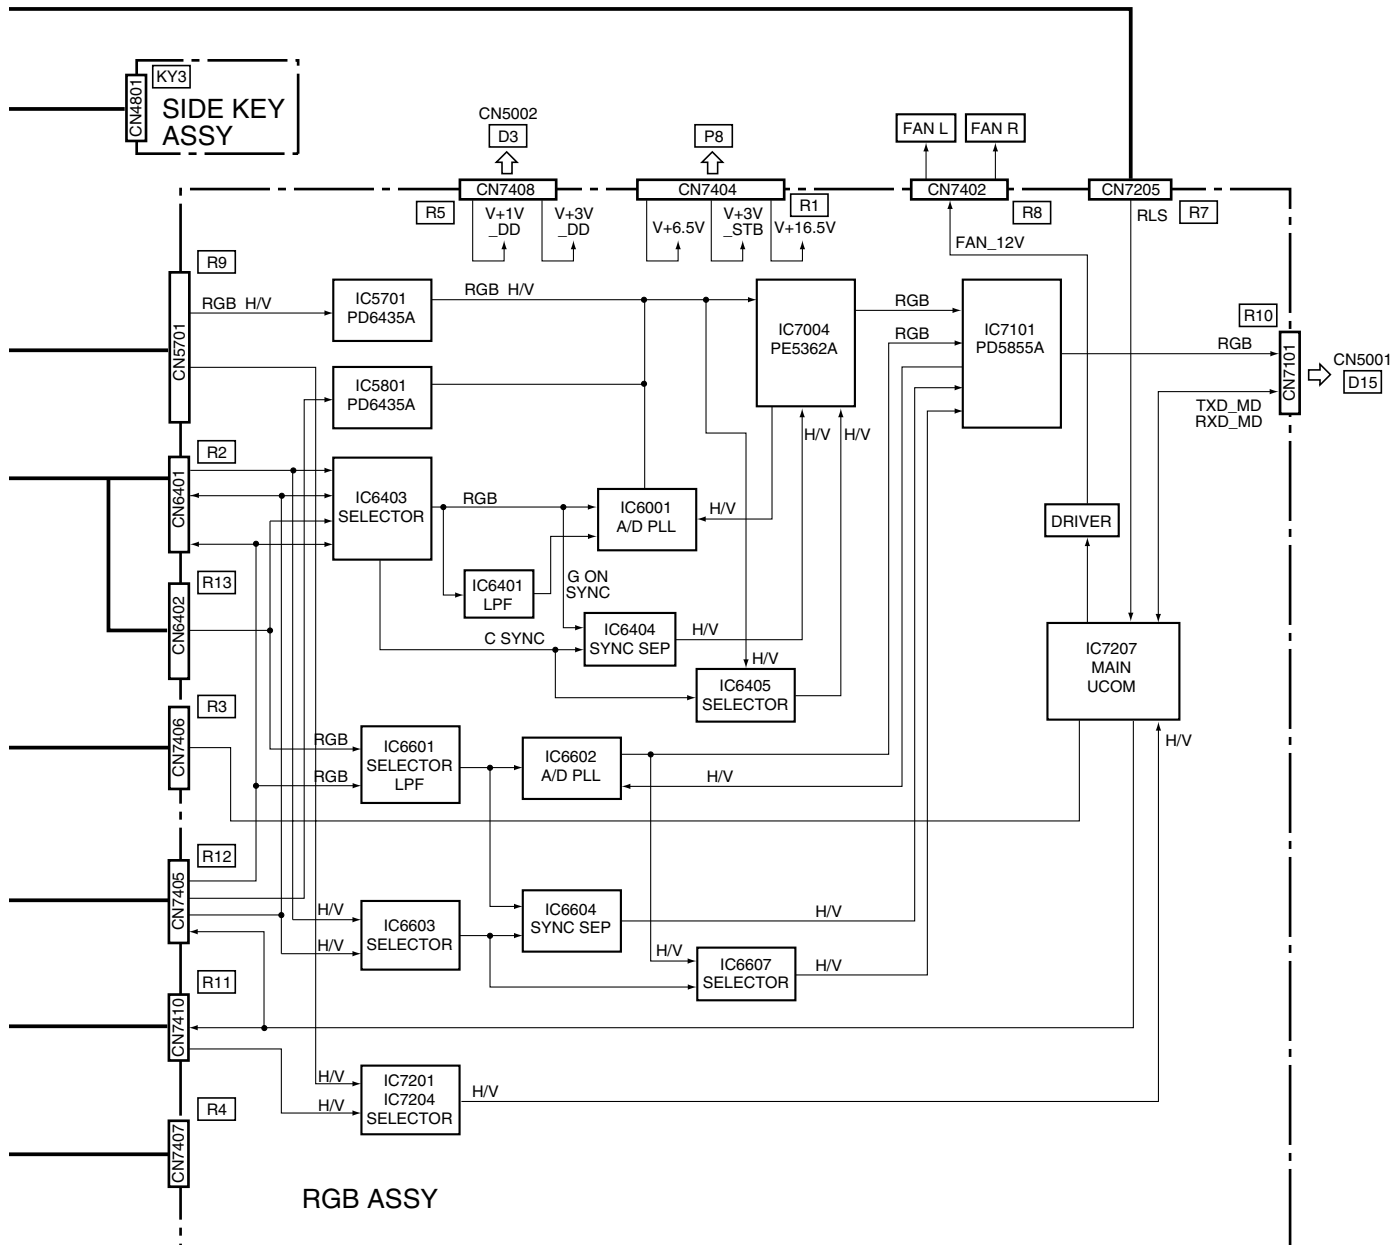 KY3
CN4801
SIDE KEY
ASSY
CN5002
D3
P8
FAN L
FAN R
CN7408
CN7404
CN7402
CN7205
R5
V+1V
_DD
V+3V
_DD
V+6.5V
V+3V
_STB
R1
V+16.5V
R8
RLS
R7
FAN_12V
R9
CN5701
RGB H/V
IC5701
PD6435A
RGB H/V
IC7004
PE5362A
RGB
RGB
IC7101
PD5855A
RGB
R10
CN7101
CN5001
D15
TXD_MD
RXD_MD
IC5801
PD6435A
H/V
H/V
R2
CN6401
IC6403
SELECTOR
RGB
IC6001
A/D PLL
H/V
DRIVER
R13
CN6402
IC6401
LPF
G ON
SYNC
C SYNC
IC6404
SYNC SEP
H/V
H/V
IC6405
SELECTOR
IC7207
MAIN
UCOM
H/V
R3
CN7406
RGB
RGB
IC6601
SELECTOR
LPF
IC6602
A/D PLL
H/V
R12
CN7405
H/V
H/V
IC6603
SELECTOR
IC6604
SYNC SEP
H/V
H/V
IC6607
SELECTOR
H/V
R11
CN7410
H/V
H/V
IC7201
IC7204
SELECTOR
H/V
R4
CN7407
RGB ASSY